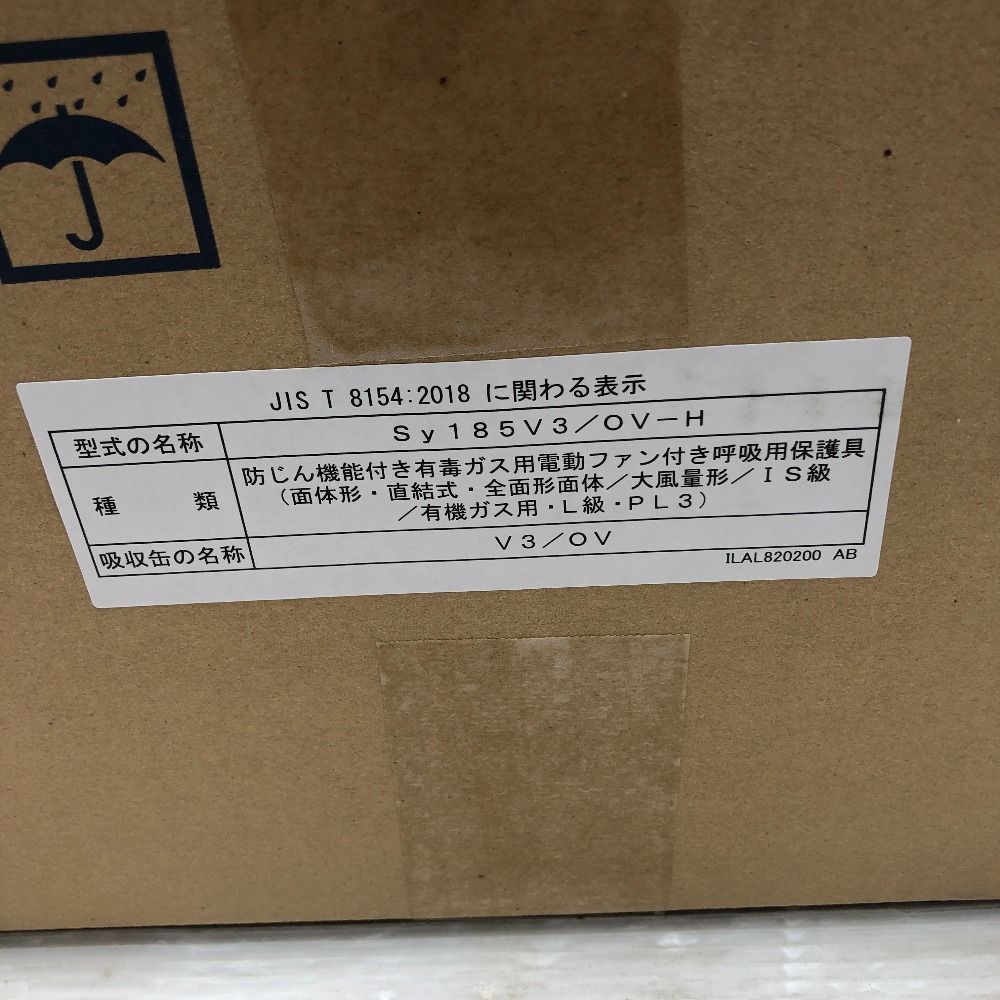 JIS T 8154:2018 に関わる表示
型式の名称 Sy185V3／OV－H
種類 防じん機能付き有毒ガス用電動ファン付き呼吸用保護具
（面体形・直結式・全面形面体／大風量形／IS級
／有機ガス用・L級・PL3）
吸収缶の名称 V3／OV
ILAL820200 AB